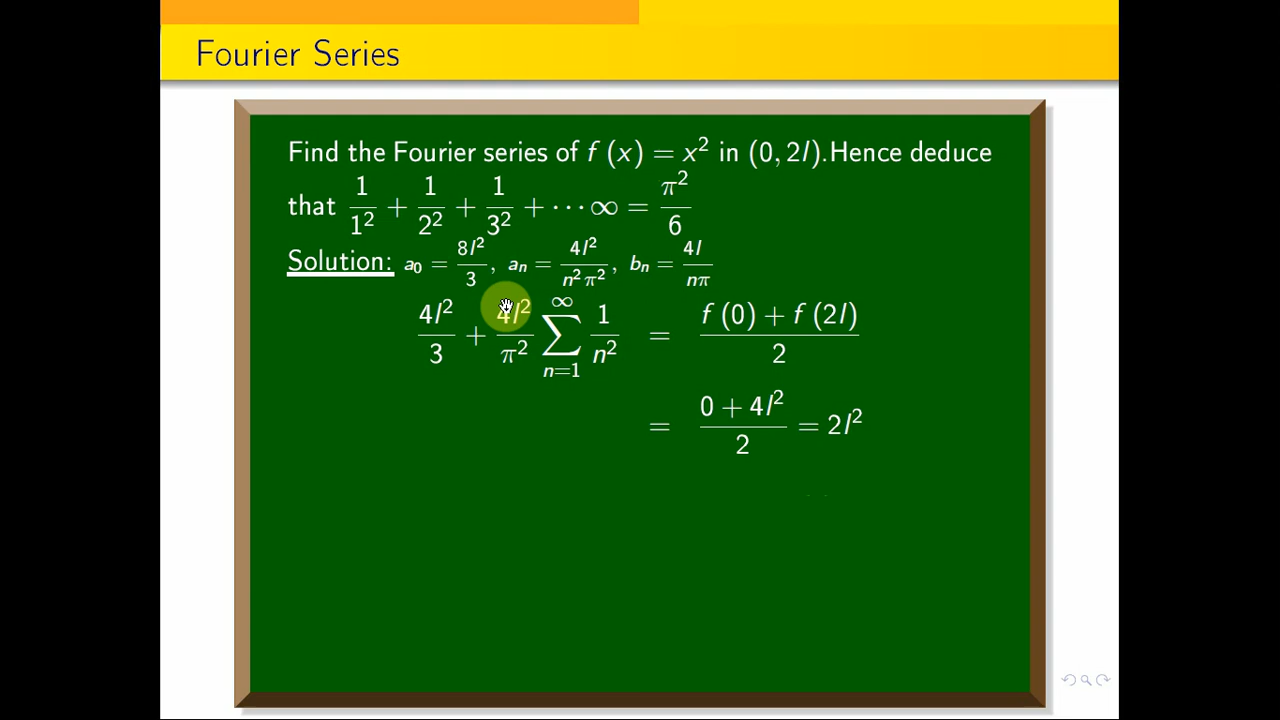 Fourier Series
Find the Fourier series of f (x) = x² in (0, 2l).Hence deduce
that 1/1² + 1/2² + 1/3² + ⋯ ∞ = π²/6
Solution: a₀ = 8l²/3, aₙ = 4l²/n²π², bₙ = 4l/nπ
4l²/3 + 4l²/π² ∑_{n=1}^{∞} 1/n² = f (0) + f (2l)/2
= 0 + 4l²/2 = 2l²